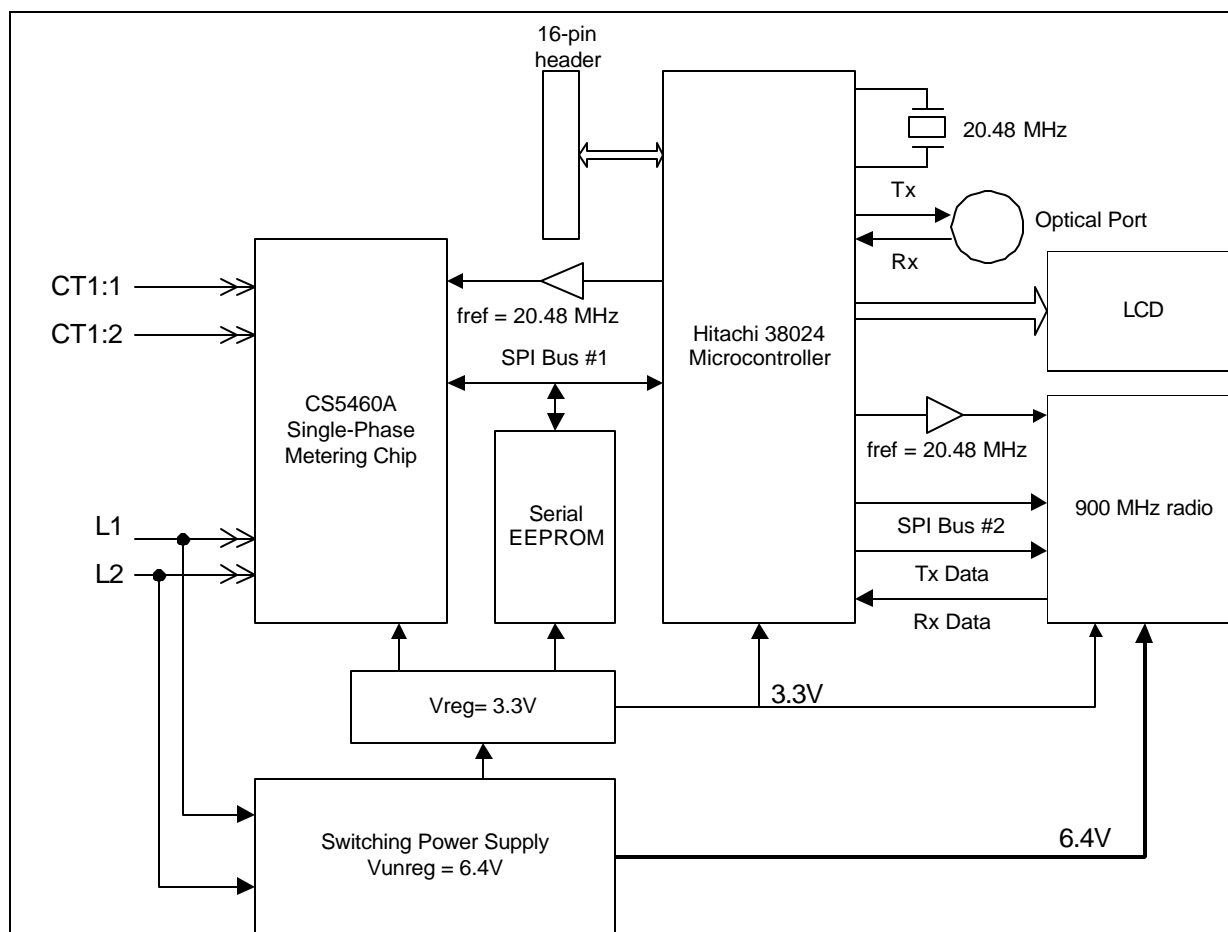 16-pin
header
20.48 MHz
Tx
Optical Port
Rx
CT1:1
CT1:2
fref = 20.48 MHz
LCD
Hitachi 38024
Microcontroller
SPI Bus #1
CS5460A
Single-Phase
Metering Chip
fref = 20.48 MHz
900 MHz radio
Serial
EEPROM
SPI Bus #2
L1
L2
Tx Data
Rx Data
3.3V
Vreg= 3.3V
6.4V
Switching Power Supply
Vunreg = 6.4V